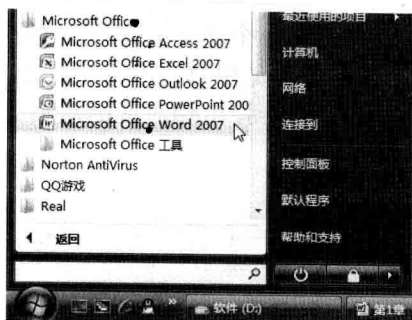 Microsoft Office
Microsoft Office Access 2007
Microsoft Office Excel 2007
Microsoft Office Outlook 2007
Microsoft Office PowerPoint 200
Microsoft Office Word 2007
Microsoft Office 工具
Norton AntiVirus
QQ游戏
Real
返回
最近使用的项目
计算机
网络
连接到
控制面板
默认程序
帮助和支持
软件 (D:)
第1章